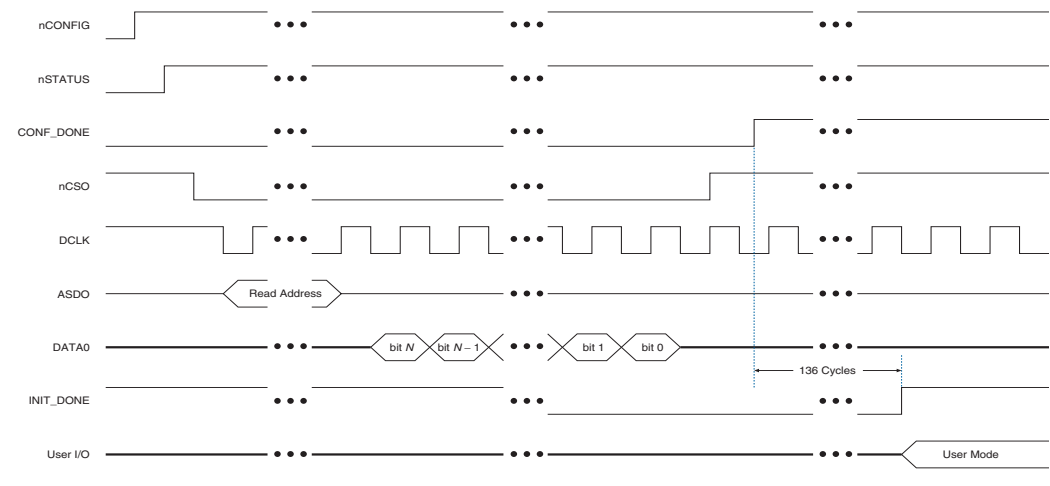 nCONFIG
nSTATUS
CONF_DONE
nCSO
DCLK
ASDO
Read Address
DATA0
bit N
bit N – 1
bit 1
bit 0
136 Cycles
INIT_DONE
User I/O
User Mode